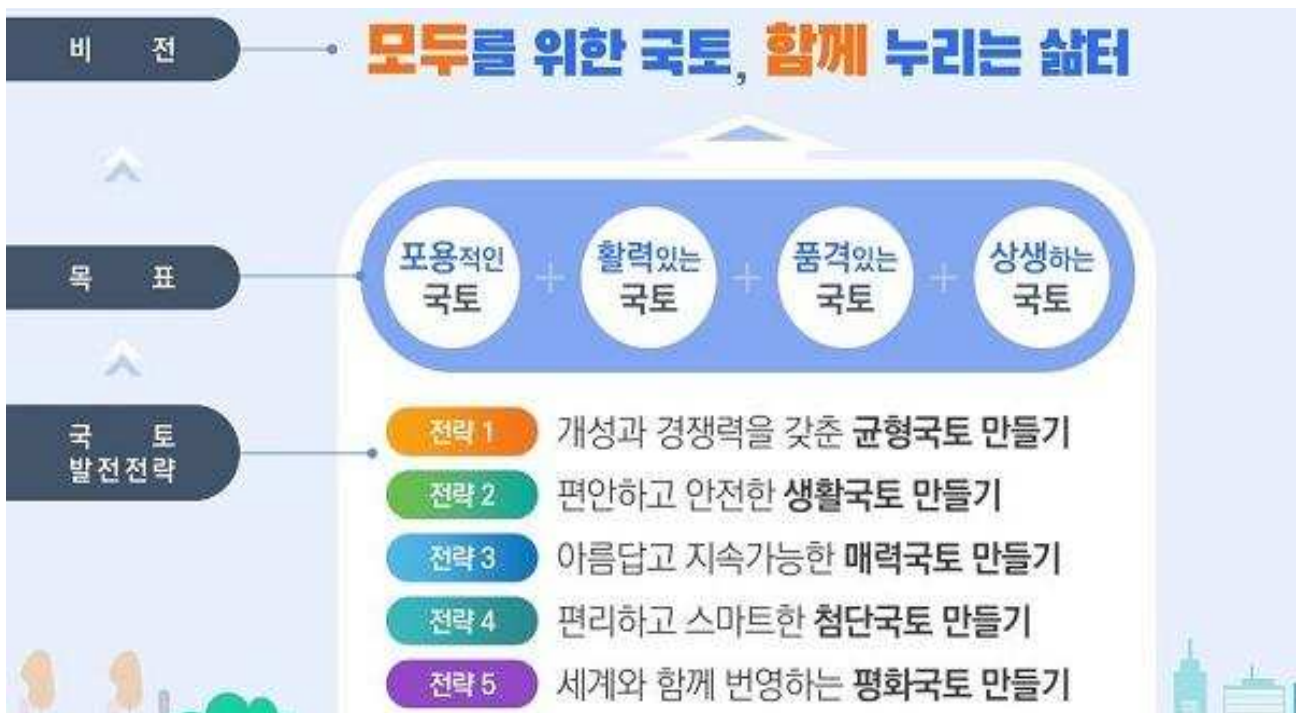 비 전
모두를 위한 국토, 함께 누리는 삶터
목 표
포용적인
국토
+
활력있는
국토
+
품격있는
국토
+
상생하는
국토
국 토
발전전략
전략 1 개성과 경쟁력을 갖춘 균형국토 만들기
전략 2 편안하고 안전한 생활국토 만들기
전략 3 아름답고 지속가능한 매력국토 만들기
전략 4 편리하고 스마트한 첨단국토 만들기
전략 5 세계와 함께 번영하는 평화국토 만들기